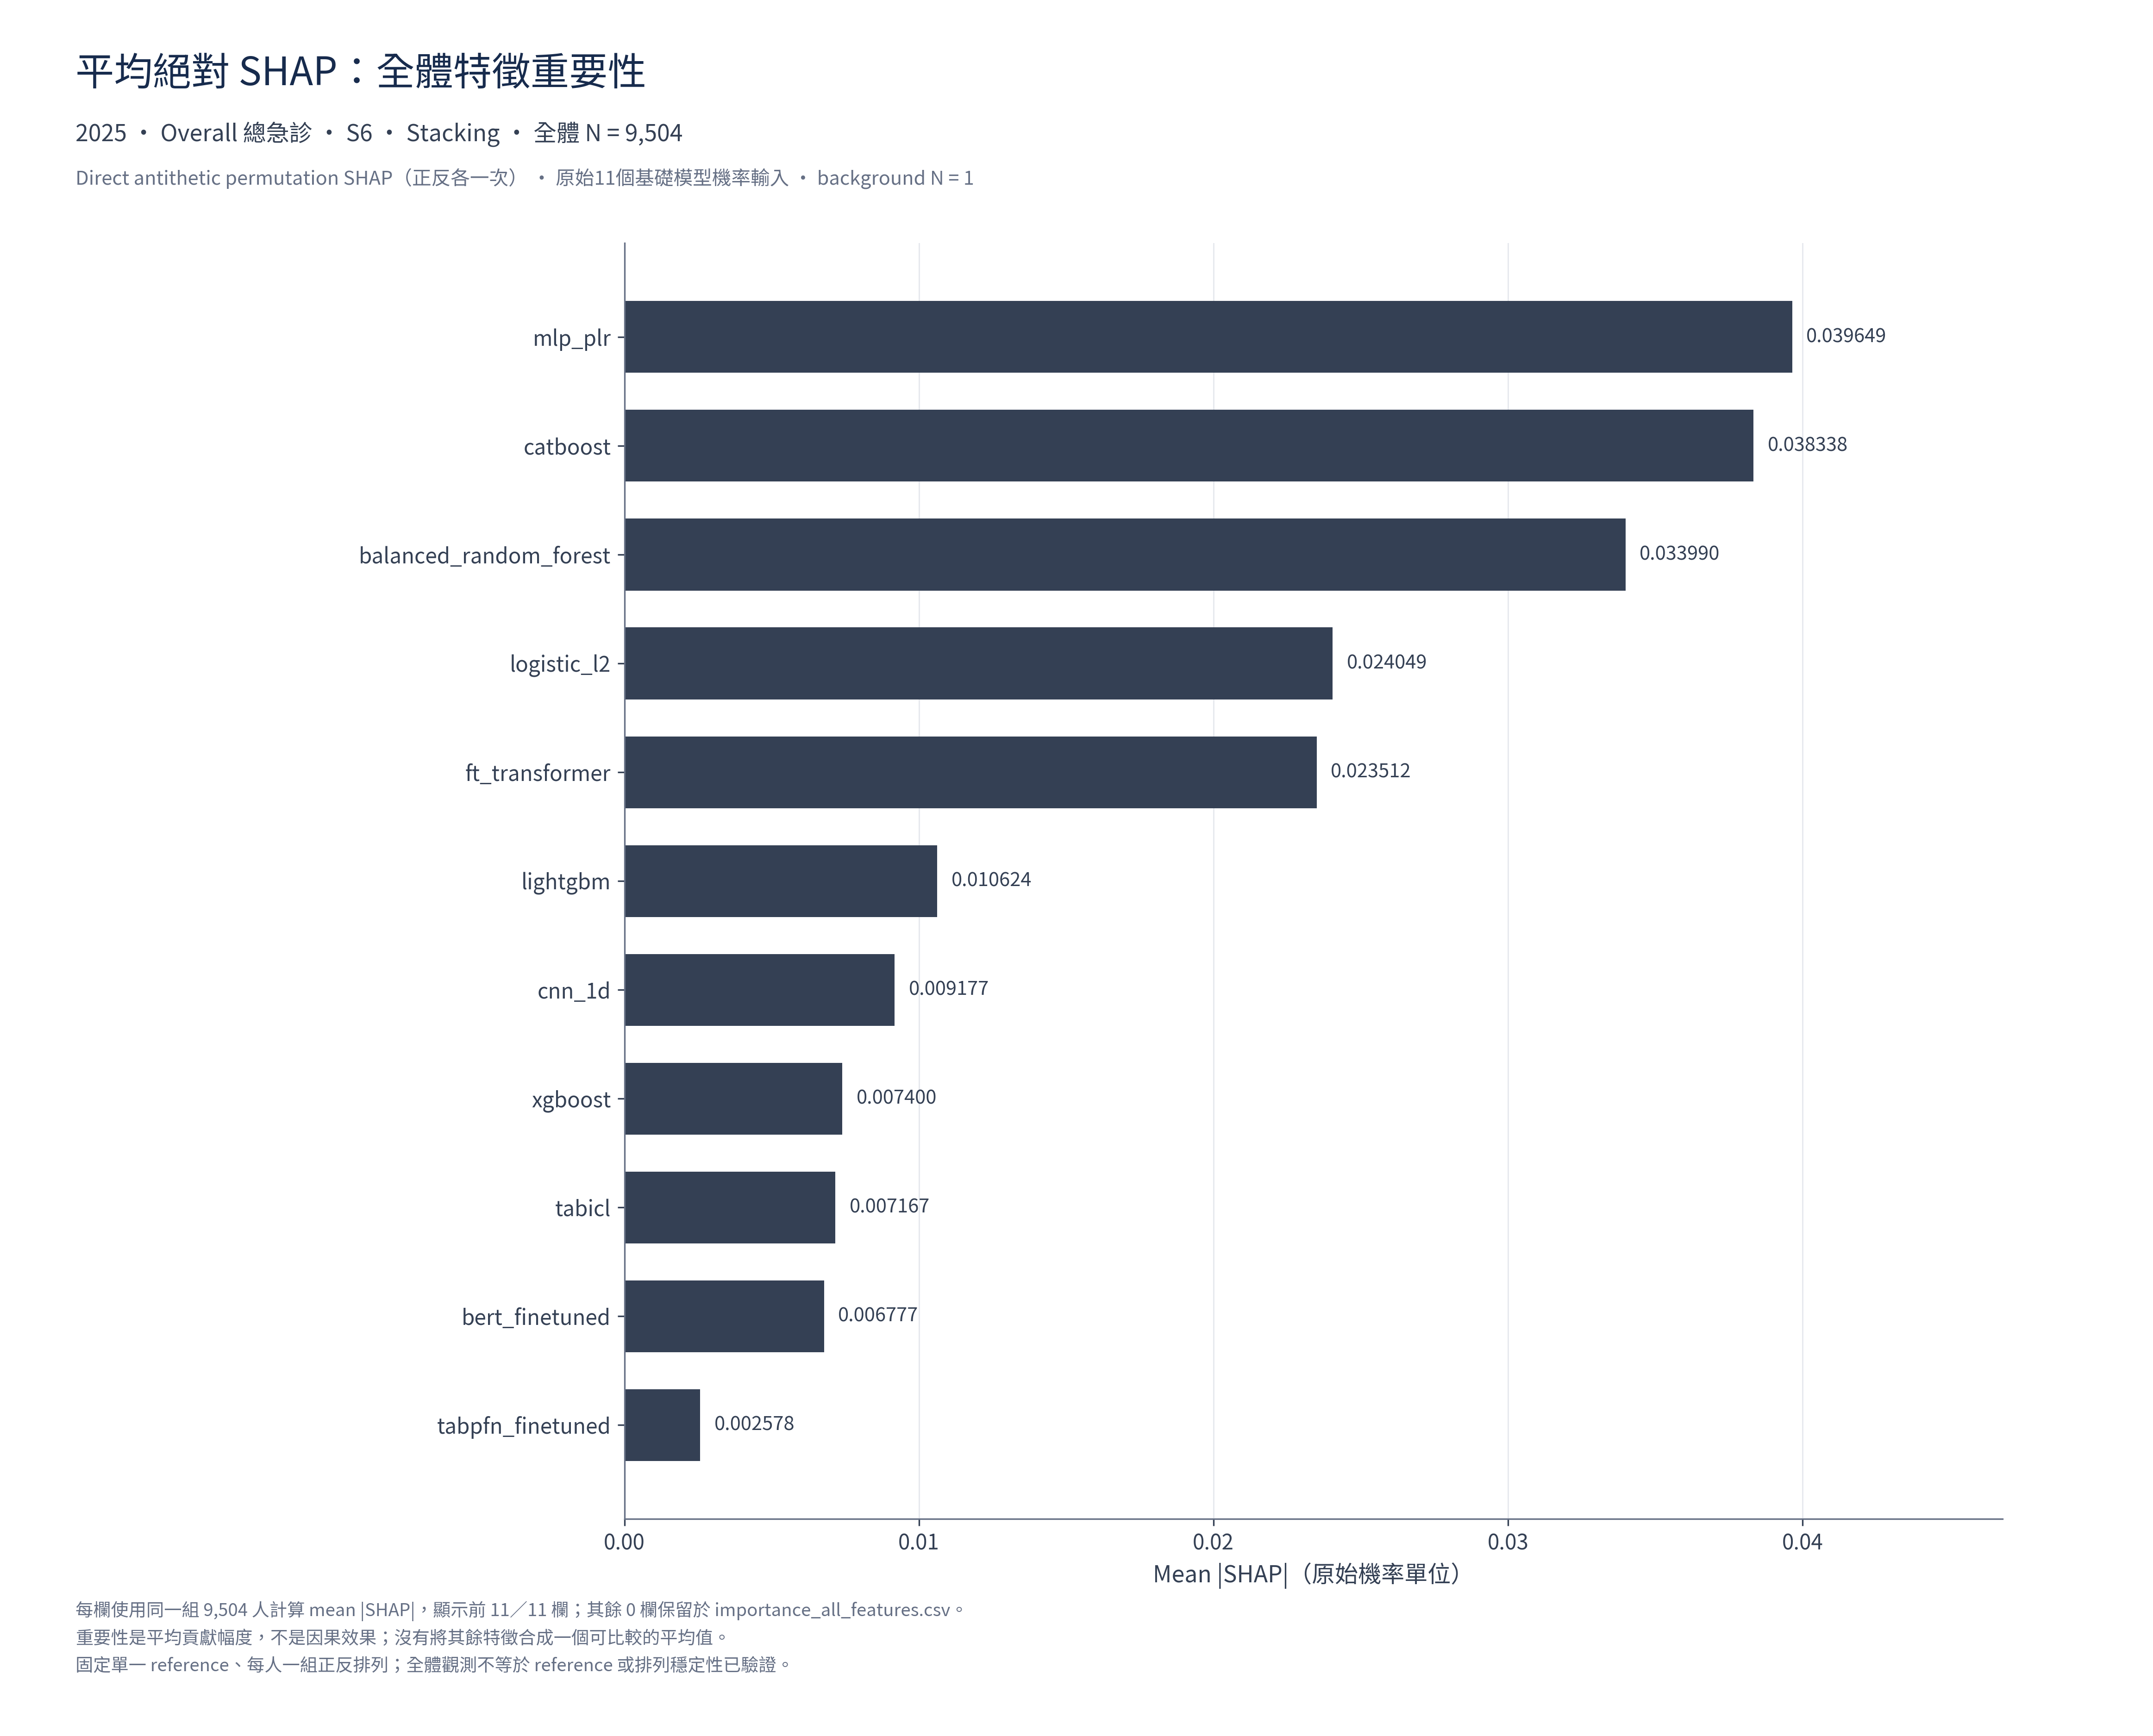 平均絕對 SHAP：全體特徵重要性
2025 • Overall 總急診 • S6 • Stacking • 全體 N = 9,504
Direct antithetic permutation SHAP（正反各一次） • 原始11個基礎模型機率輸入 • background N = 1
mlp_plr 0.039649
catboost 0.038338
balanced_random_forest 0.033990
logistic_l2 0.024049
ft_transformer 0.023512
lightgbm 0.010624
cnn_1d 0.009177
xgboost 0.007400
tabicl 0.007167
bert_finetuned 0.006777
tabpfn_finetuned 0.002578
0.00 0.01 0.02 0.03 0.04
Mean |SHAP|（原始機率單位）
每欄使用同一組 9,504 人計算 mean |SHAP|，顯示前 11／11 欄；其餘 0 欄保留於 importance_all_features.csv。
重要性是平均貢獻幅度，不是因果效果；沒有將其餘特徵合成一個可比較的平均值。
固定單一 reference、每人一組正反排列；全體觀測不等於 reference 或排列穩定性已驗證。